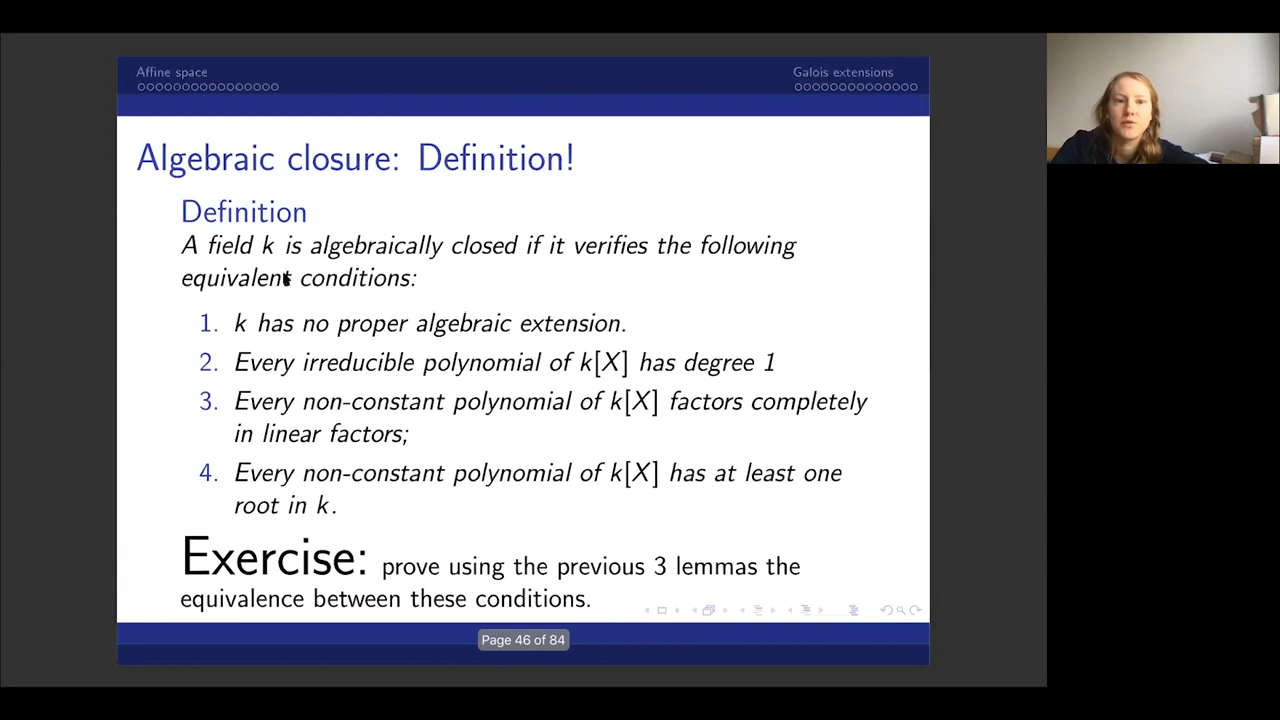 Affine space
Galois extensions
Algebraic closure: Definition!
Definition
A field k is algebraically closed if it verifies the following
equivalent conditions:
1. k has no proper algebraic extension.
2. Every irreducible polynomial of k[X] has degree 1
3. Every non-constant polynomial of k[X] factors completely
in linear factors;
4. Every non-constant polynomial of k[X] has at least one
root in k.
Exercise: prove using the previous 3 lemmas the
equivalence between these conditions.
Page 46 of 84